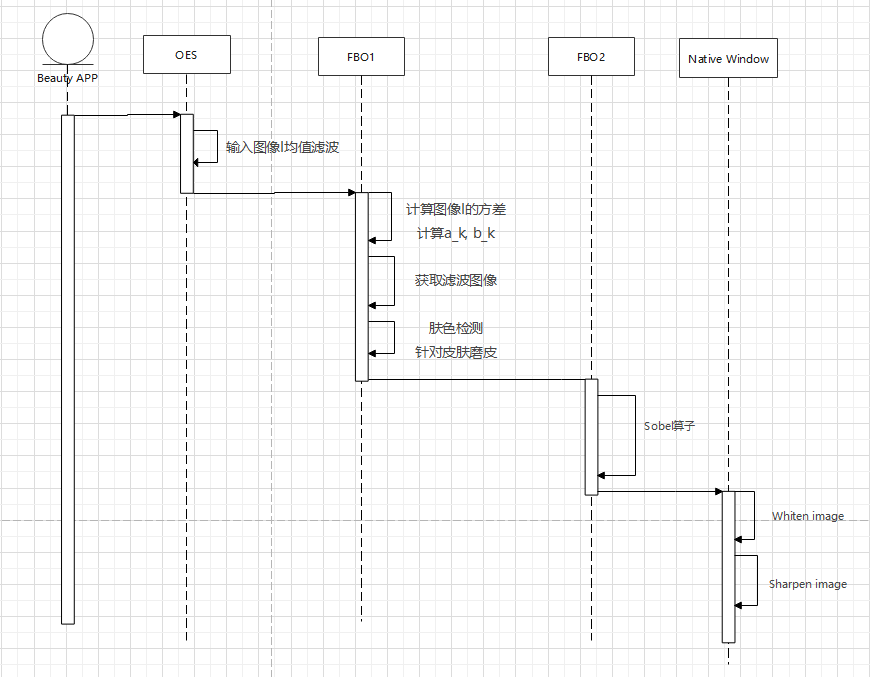 Beauty APP
OES
FBO1
FBO2
Native Window
输入图像I均值滤波
计算图像I的方差
计算a_k, b_k
获取滤波图像
肤色检测
针对皮肤磨皮
Sobel算子
Whiten image
Sharpen image